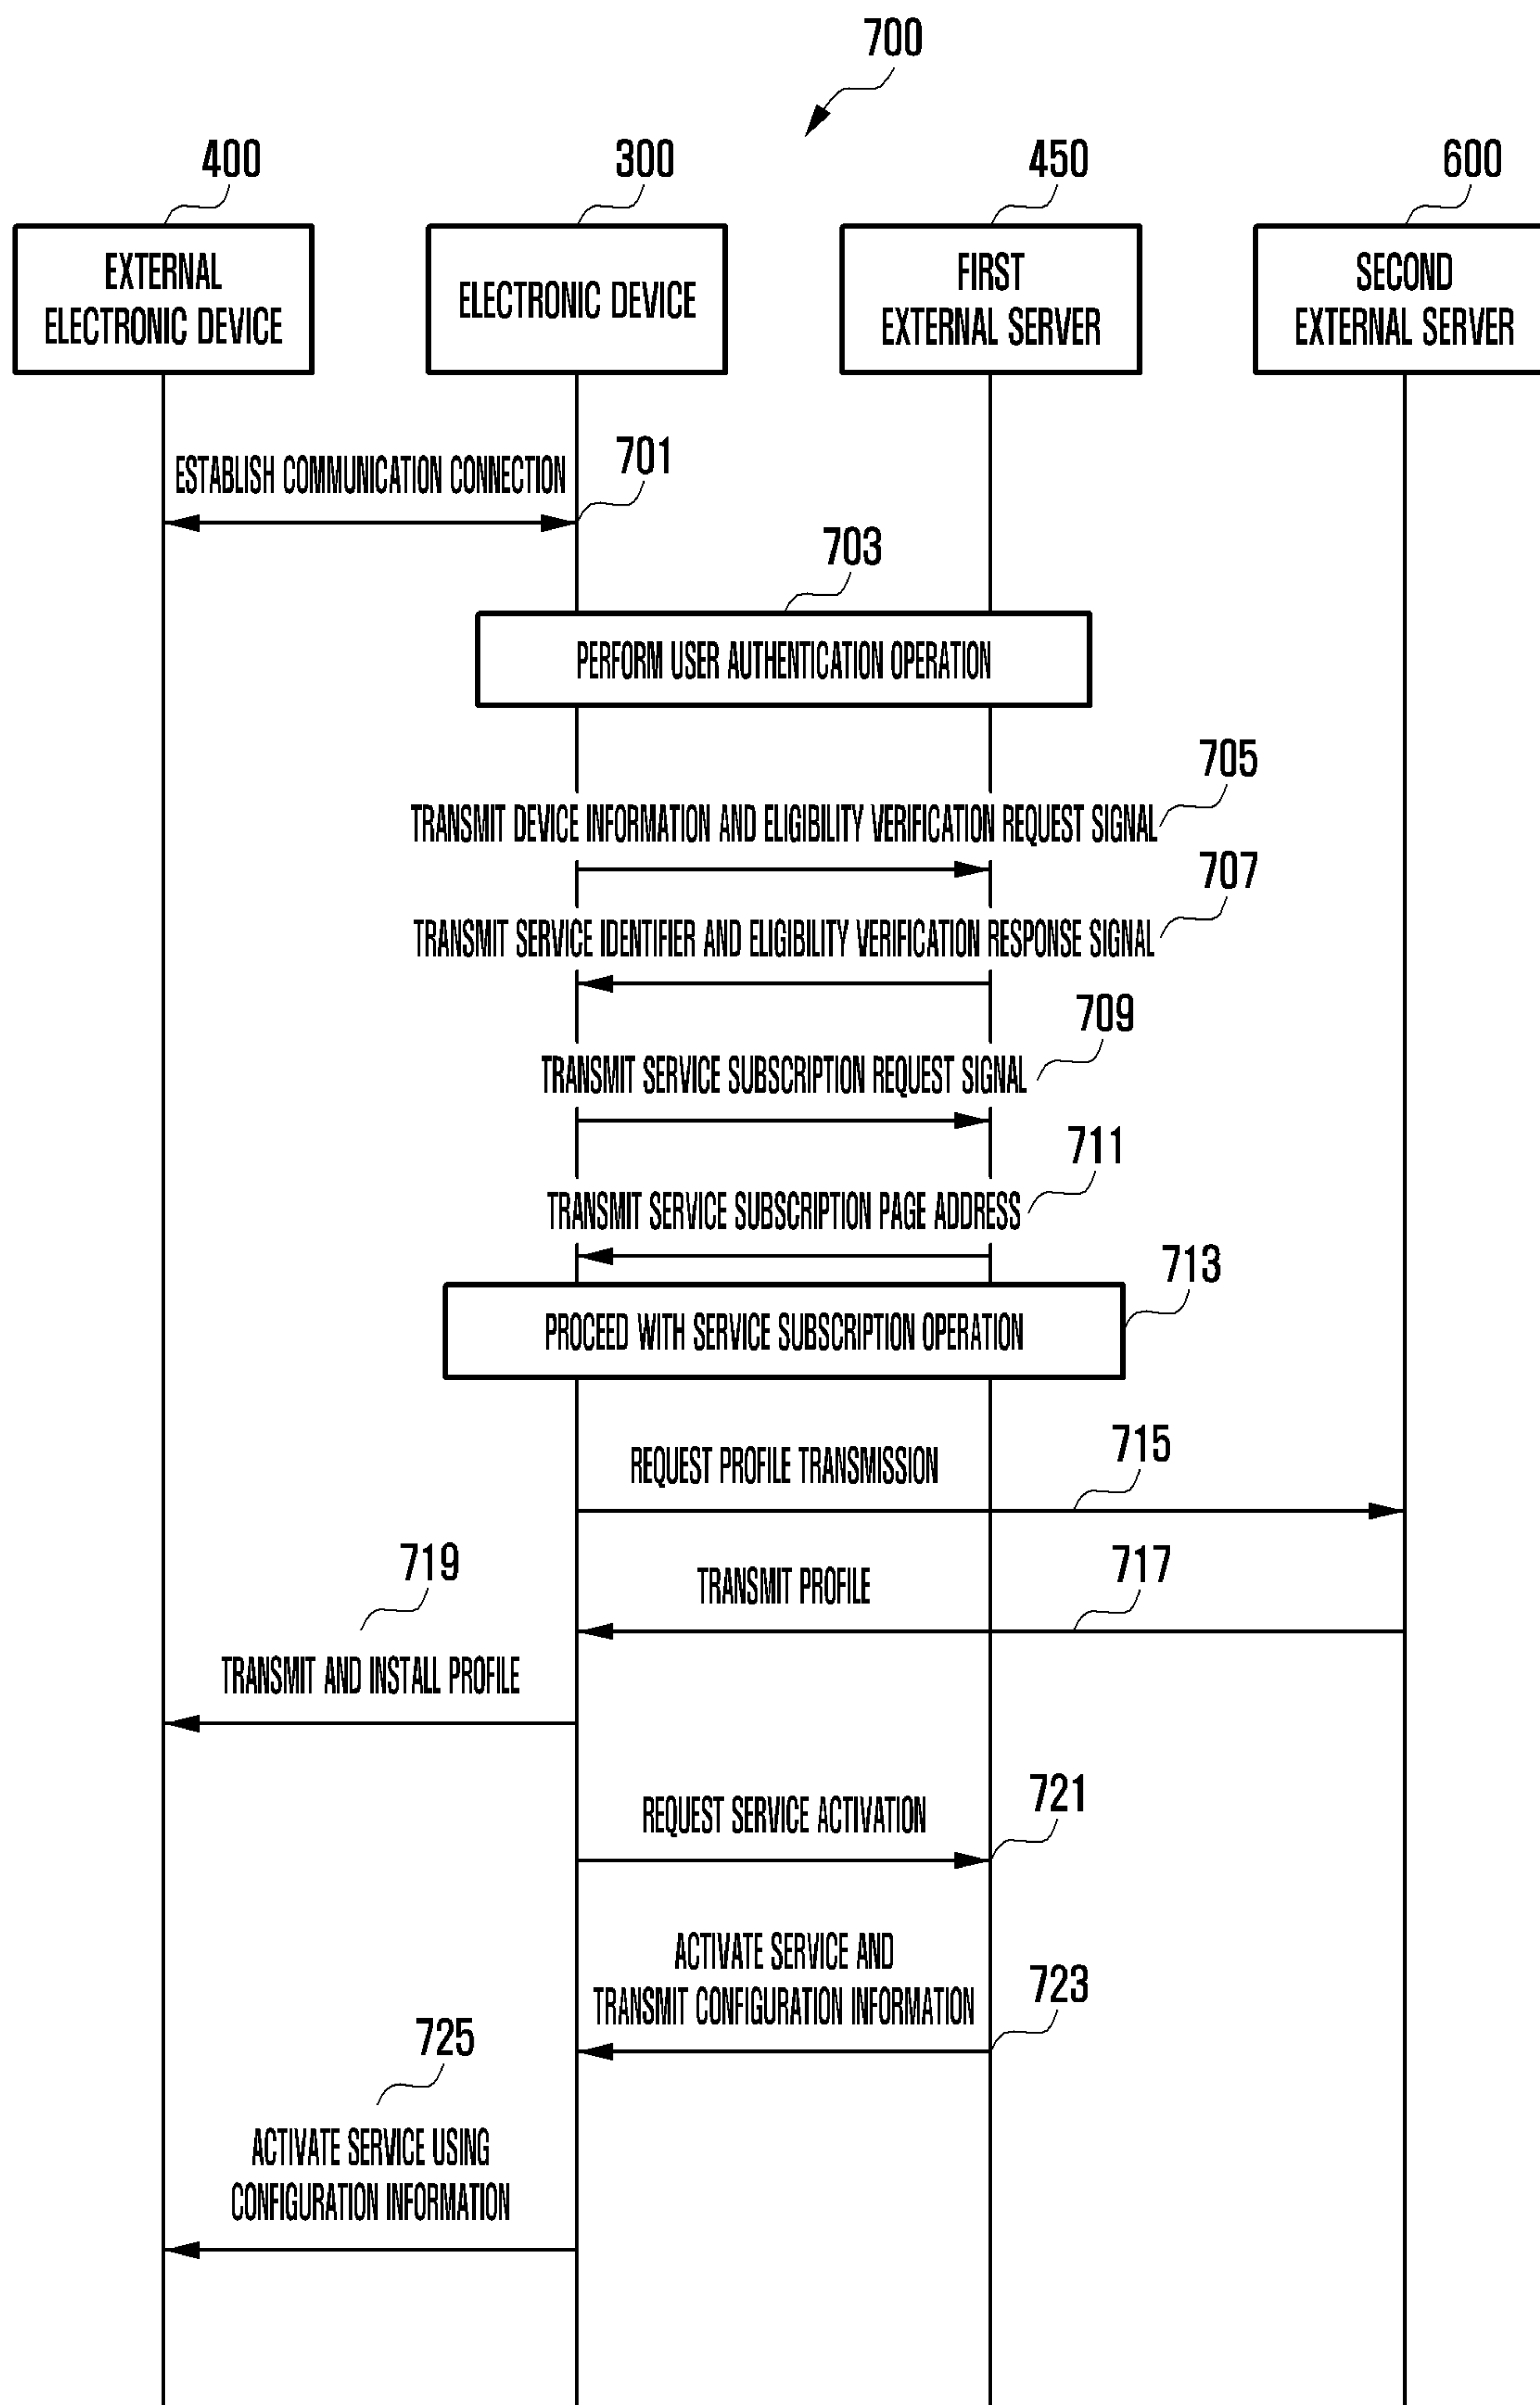 700
400
300
450
600
EXTERNAL
ELECTRONIC DEVICE
ELECTRONIC DEVICE
FIRST
EXTERNAL SERVER
SECOND
EXTERNAL SERVER
ESTABLISH COMMUNICATION CONNECTION
701
703
PERFORM USER AUTHENTICATION OPERATION
705
TRANSMIT DEVICE INFORMATION AND ELIGIBILITY VERIFICATION REQUEST SIGNAL
707
TRANSMIT SERVICE IDENTIFIER AND ELIGIBILITY VERIFICATION RESPONSE SIGNAL
709
TRANSMIT SERVICE SUBSCRIPTION REQUEST SIGNAL
711
TRANSMIT SERVICE SUBSCRIPTION PAGE ADDRESS
713
PROCEED WITH SERVICE SUBSCRIPTION OPERATION
715
REQUEST PROFILE TRANSMISSION
717
TRANSMIT PROFILE
719
TRANSMIT AND INSTALL PROFILE
721
REQUEST SERVICE ACTIVATION
ACTIVATE SERVICE AND
TRANSMIT CONFIGURATION INFORMATION
723
725
ACTIVATE SERVICE USING
CONFIGURATION INFORMATION